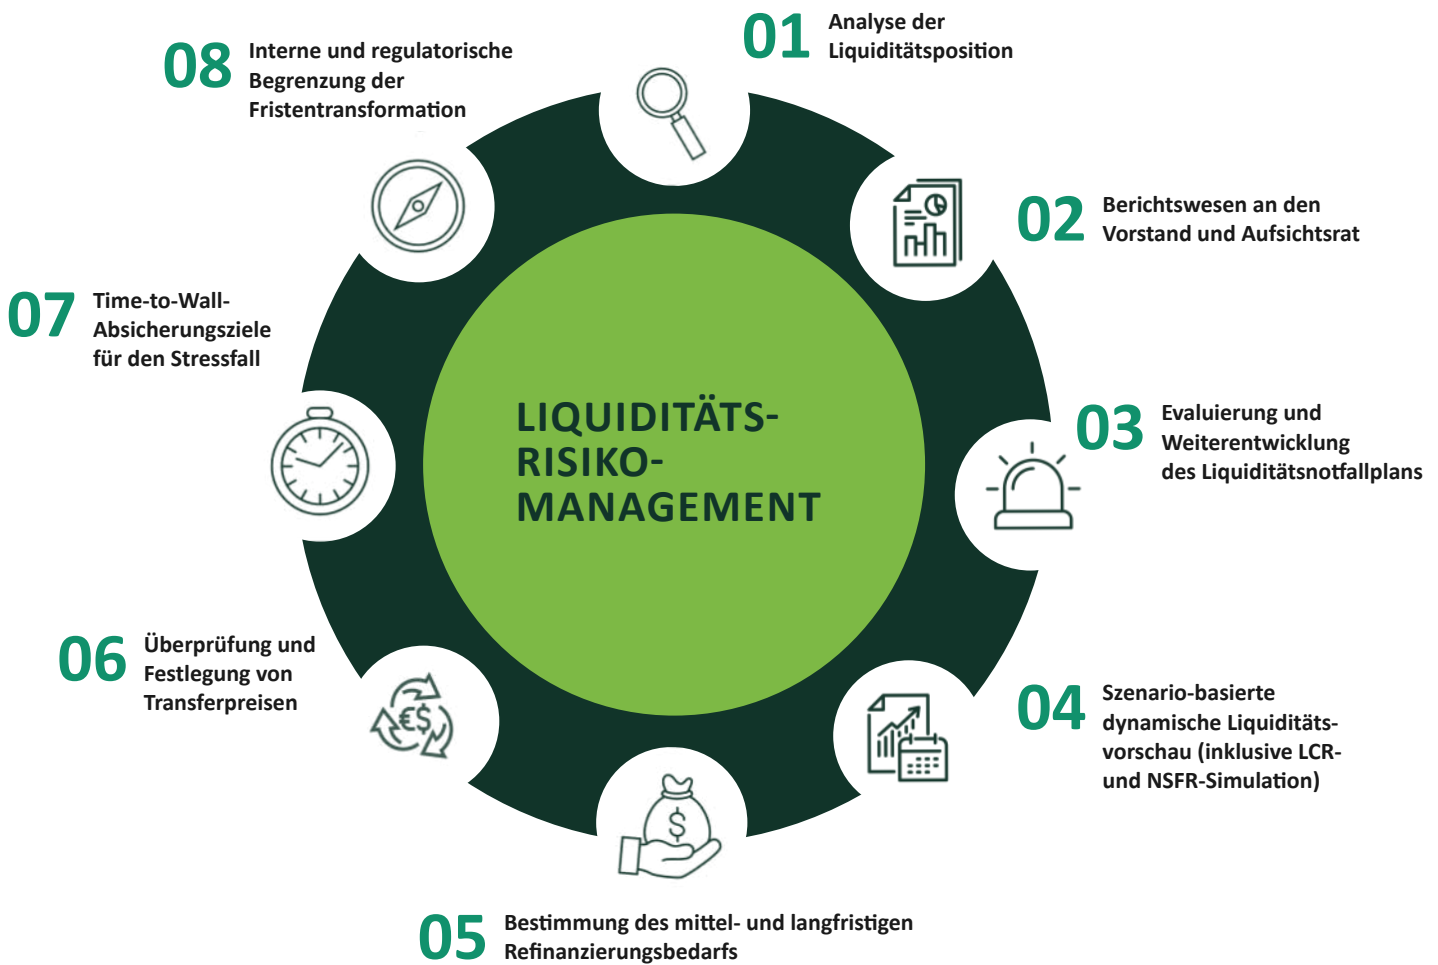 01
Analyse der
Liquiditätsposition
02
Berichtswesen an den
Vorstand und Aufsichtsrat
03
Evaluierung und
Weiterentwicklung
des Liquiditätsnotfallplans
04
Szenario-basierte
dynamische Liquiditäts-
vorschau (inklusive LCR-
und NSFR-Simulation)
05
Bestimmung des mittel- und langfristigen
Refinanzierungsbedarfs
06
Überprüfung und
Festlegung von
Transferpreisen
07
Time-to-Wall-
Absicherungsziele
für den Stressfall
08
Interne und regulatorische
Begrenzung der
Fristentransformation
LIQUIDITÄTS-
RISIKO-
MANAGEMENT
€$
$